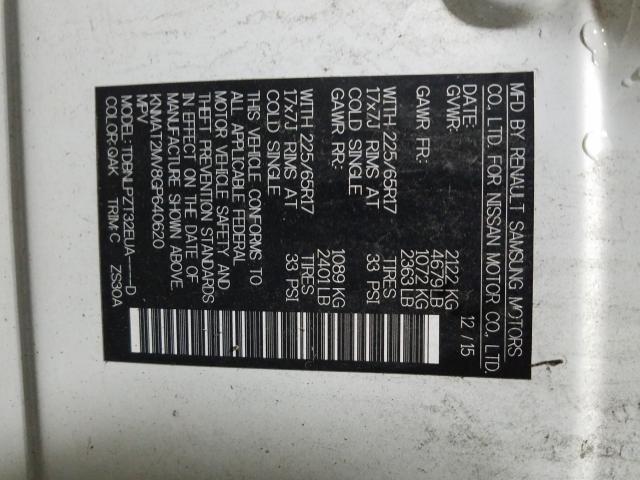 MFD BY RENAULT SAMSUNG MOTORS
CO., LTD. FOR NISSAN MOTOR CO., LTD.
DATE: 12 / 15
GVWR: 2122 KG
4679 LB
GAWR FR: 1072 KG
2363 LB
WITH 225/65R17 TIRES
17x7J RIMS AT 33 PSI
COLD SINGLE
GAWR RR: 1089 KG
2401 LB
WITH 225/65R17 TIRES
17x7J RIMS AT 33 PSI
COLD SINGLE
THIS VEHICLE CONFORMS TO
ALL APPLICABLE FEDERAL
MOTOR VEHICLE SAFETY AND
THEFT PREVENTION STANDARDS
IN EFFECT ON THE DATE OF
MANUFACTURE SHOWN ABOVE.
KNMAT2MV8GP640620
MPV
MODEL: TDBNLPZT32EUA----D
COLOR: QAK TRIM: C ZS30A